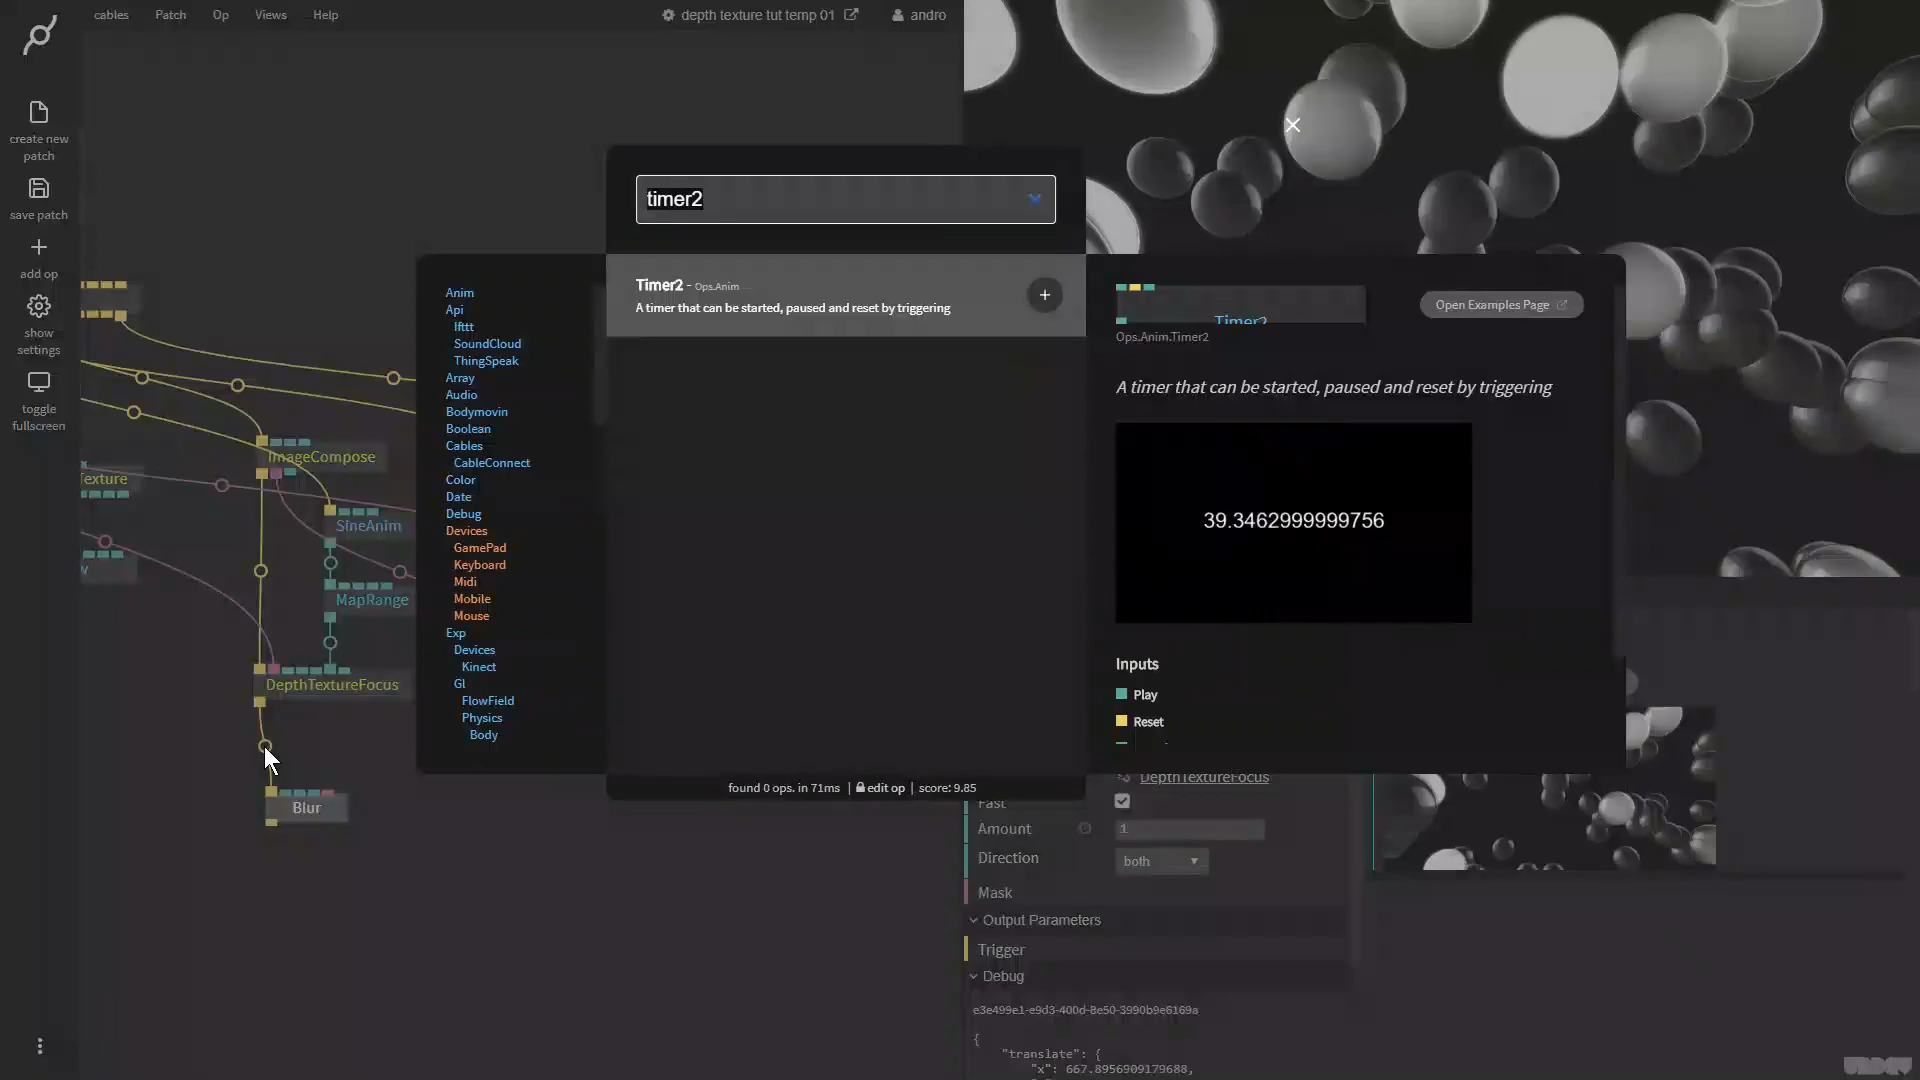 cables Patch Op Views Help
depth texture tut temp 01
andro
create new
patch
save patch
add op
show
settings
toggle
fullscreen
timer2
Timer2 - Ops.Anim
A timer that can be started, paused and reset by triggering
Anim
Api
Ifttt
SoundCloud
ThingSpeak
Array
Audio
Bodymovin
Boolean
Cables
CableConnect
Color
Date
Debug
Devices
GamePad
Keyboard
Midi
Mobile
Mouse
Exp
Devices
Kinect
Gl
FlowField
Physics
Body
Timer2
Open Examples Page
Ops.Anim.Timer2
A timer that can be started, paused and reset by triggering
39.3462999999756
Inputs
Play
Reset
found 0 ops. in 71ms | edit op | score: 9.85
ImageCompose
Texture
SineAnim
w
MapRange
DepthTextureFocus
Blur
DepthTextureFocus
Fast
Amount 1
Direction both
Mask
Output Parameters
Trigger
Debug
e3e499e1-e9d3-400d-8e50-3990b9e6169a
{
"translate": {
"x": 667.8956909179688,